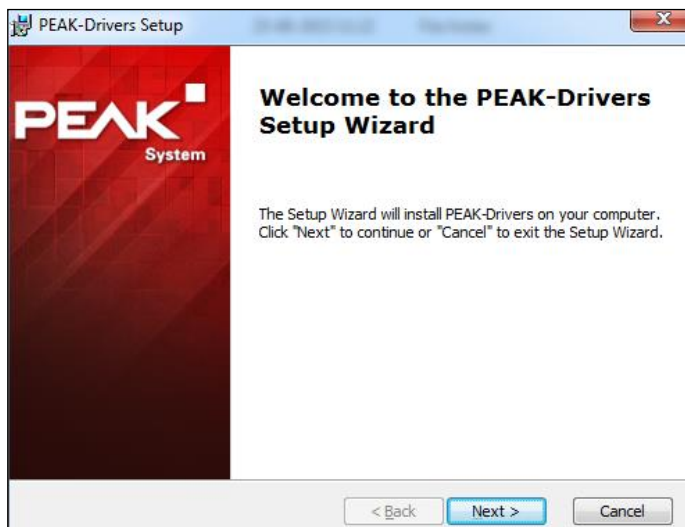 PEAK-Drivers Setup
PEAK
System
Welcome to the PEAK-Drivers
Setup Wizard
The Setup Wizard will install PEAK-Drivers on your computer.
Click "Next" to continue or "Cancel" to exit the Setup Wizard.
< Back
Next >
Cancel